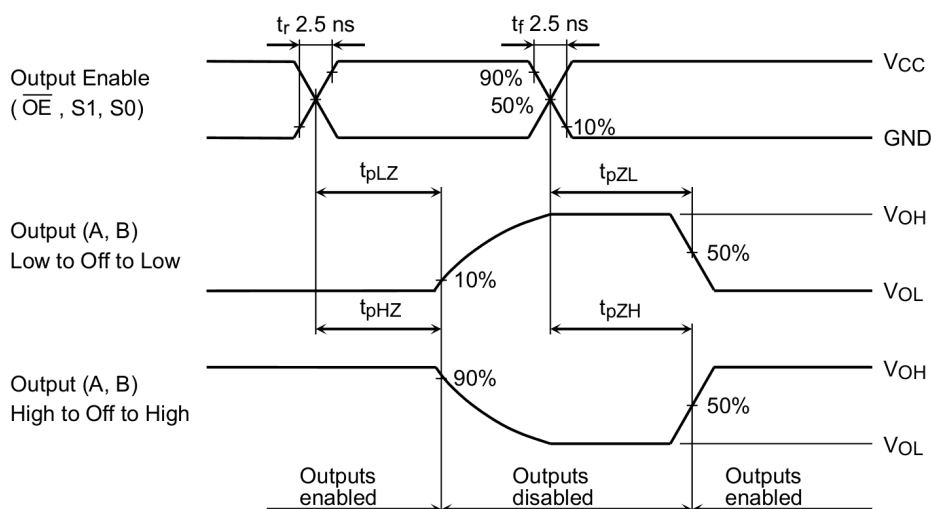 tr 2.5 ns
tf 2.5 ns
Output Enable
( OE , S1, S0)
90%
50%
10%
VCC
GND
tpLZ
tpZL
Output (A, B)
Low to Off to Low
10%
50%
VOH
VOL
tpHZ
tpZH
Output (A, B)
High to Off to High
90%
50%
VOH
VOL
Outputs
enabled
Outputs
disabled
Outputs
enabled